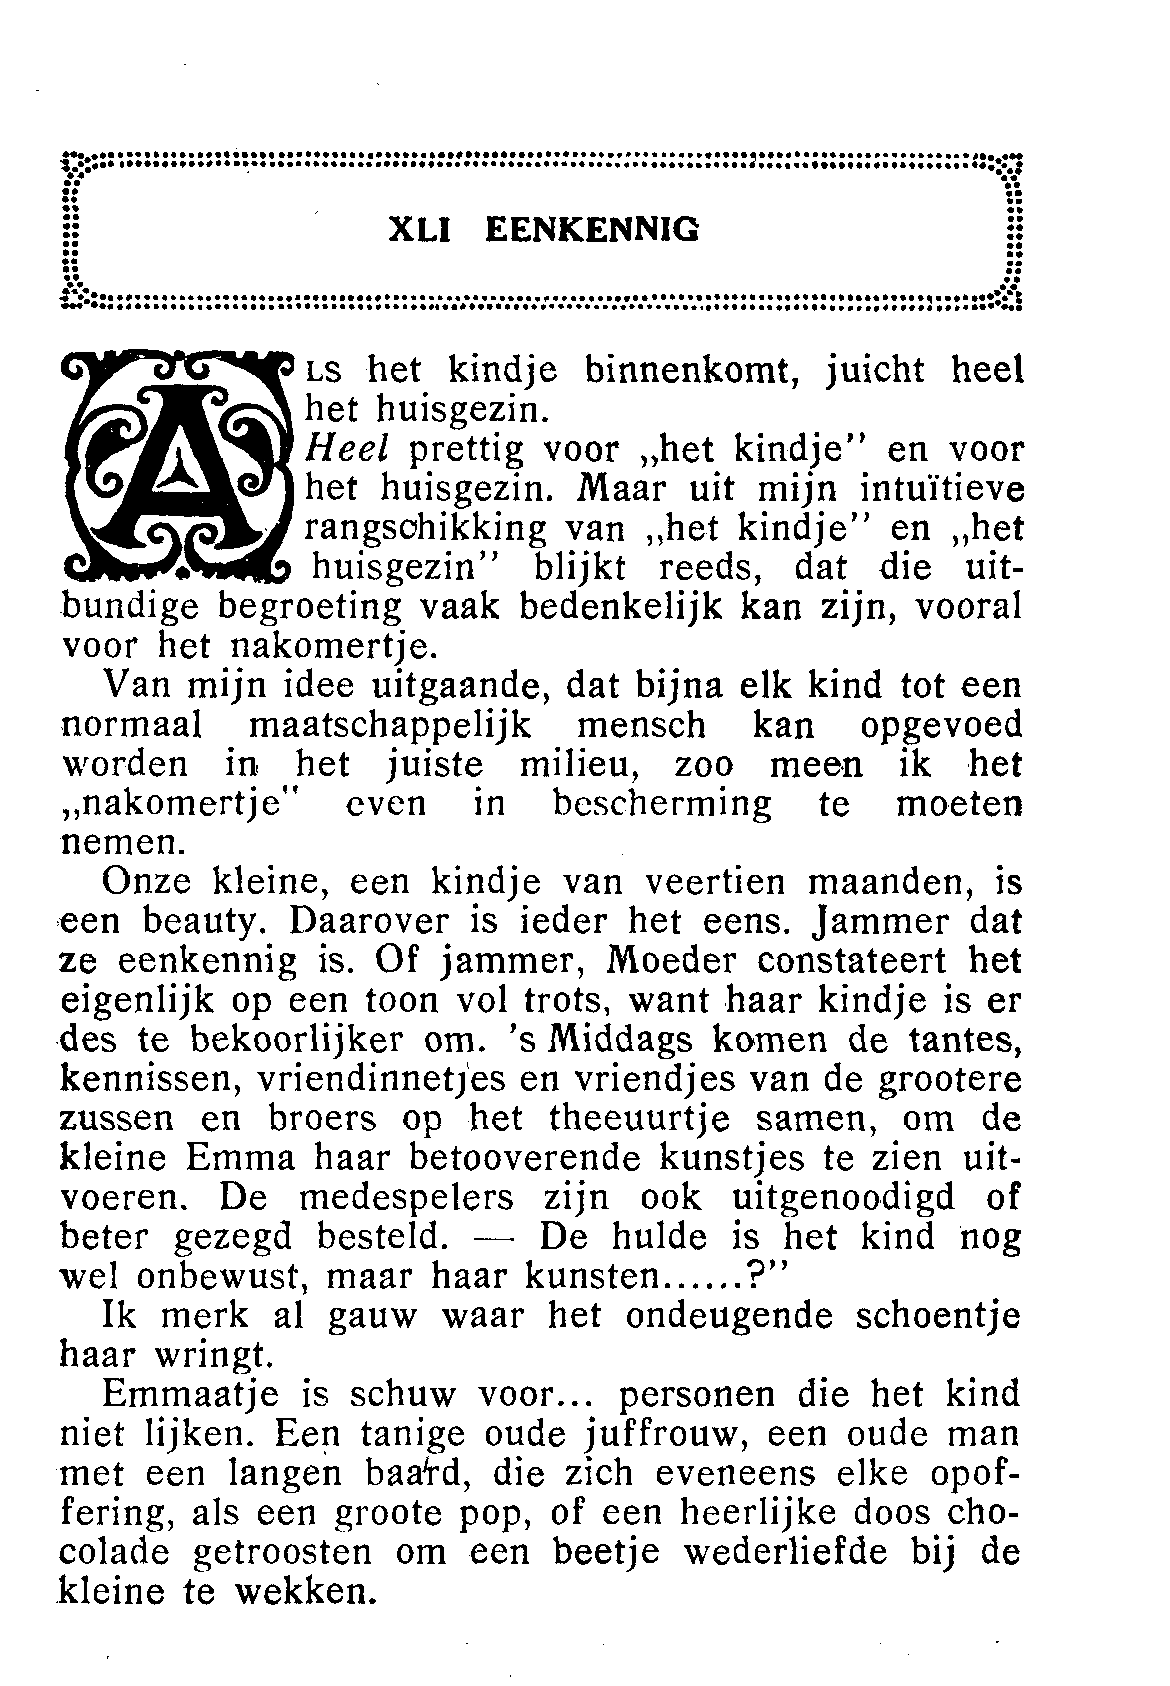 XLI EENKENNIG
ALS het kindje binnenkomt, juicht heel
het huisgezin.
Heel prettig voor „het kindje” en voor
het huisgezin. Maar uit mijn intuïtieve
rangschikking van „het kindje” en „het
huisgezin” blijkt reeds, dat die uit-
bundige begroeting vaak bedenkelijk kan zijn, vooral
voor het nakomertje.
Van mijn idee uitgaande, dat bijna elk kind tot een
normaal maatschappelijk mensch kan opgevoed
worden in het juiste milieu, zoo meen ik het
„nakomertje” even in bescherming te moeten
nemen.
Onze kleine, een kindje van veertien maanden, is
een beauty. Daarover is ieder het eens. Jammer dat
ze eenkennig is. Of jammer, Moeder constateert het
eigenlijk op een toon vol trots, want haar kindje is er
des te bekoorlijker om. 's Middags komen de tantes,
kennissen, vriendinnetjes en vriendjes van de grootere
zussen en broers op het theeuurtje samen, om de
kleine Emma haar betooverende kunstjes te zien uit-
voeren. De medespelers zijn ook uitgenoodigd of
beter gezegd besteld. — De hulde is het kind nog
wel onbewust, maar haar kunsten......?”
Ik merk al gauw waar het ondeugende schoentje
haar wringt.
Emmaatje is schuw voor... personen die het kind
niet lijken. Een tanige oude juffrouw, een oude man
met een langen baard, die zich eveneens elke opof-
fering, als een groote pop, of een heerlijke doos cho-
colade getroosten om een beetje wederliefde bij de
kleine te wekken.